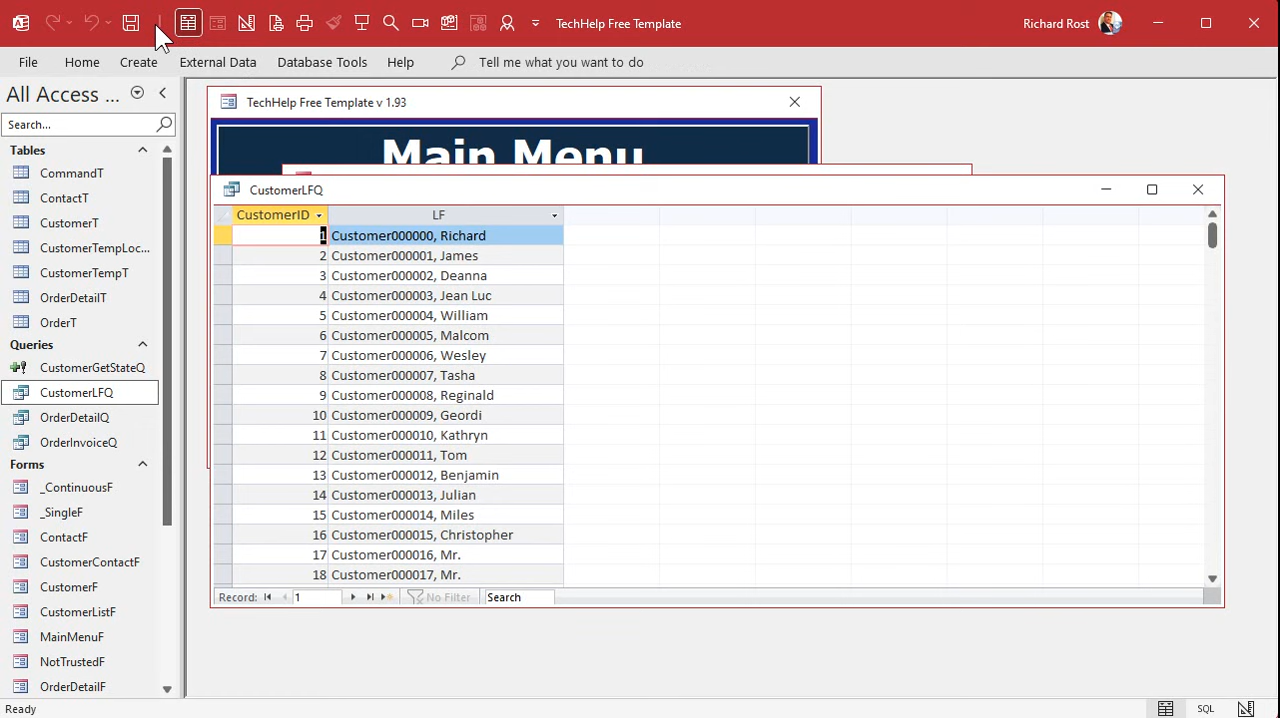 TechHelp Free Template
Richard Rost
File
Home
Create
External Data
Database Tools
Help
Tell me what you want to do
All Access ...
Search...
Tables
CommandT
ContactT
CustomerT
CustomerTempLoc...
CustomerTempT
OrderDetailT
OrderT
Queries
CustomerGetStateQ
CustomerLFQ
OrderDetailQ
OrderInvoiceQ
Forms
_ContinuousF
_SingleF
ContactF
CustomerContactF
CustomerF
CustomerListF
MainMenuF
NotTrustedF
OrderDetailF
TechHelp Free Template v 1.93
Main Menu
CustomerLFQ
CustomerID LF
1 Customer000000, Richard
2 Customer000001, James
3 Customer000002, Deanna
4 Customer000003, Jean Luc
5 Customer000004, William
6 Customer000005, Malcom
7 Customer000006, Wesley
8 Customer000007, Tasha
9 Customer000008, Reginald
10 Customer000009, Geordi
11 Customer000010, Kathryn
12 Customer000011, Tom
13 Customer000012, Benjamin
14 Customer000013, Julian
15 Customer000014, Miles
16 Customer000015, Christopher
17 Customer000016, Mr.
18 Customer000017, Mr.
Record: 1 No Filter Search
Ready
SQL